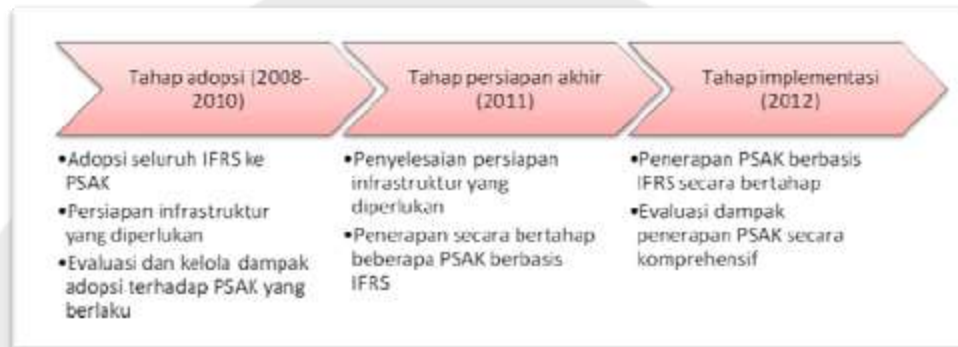 Tahap adopsi (2008-
2010)
•Adopsi seluruh IFRS ke
PSAK
•Persiapan infrastruktur
yang diperlukan
•Evaluasi dan kelola dampak
adopsi terhadap PSAK yang
berlaku
Tahap persiapan akhir
(2011)
•Penyelesaian persiapan
infrastruktur yang
diperlukan
•Penerapan secara bertahap
beberapa PSAK berbasis
IFRS
Tahap implementasi
(2012)
•Penerapan PSAK berbasis
IFRS secara bertahap
•Evaluasi dampak
penerapan PSAK secara
komprehensif